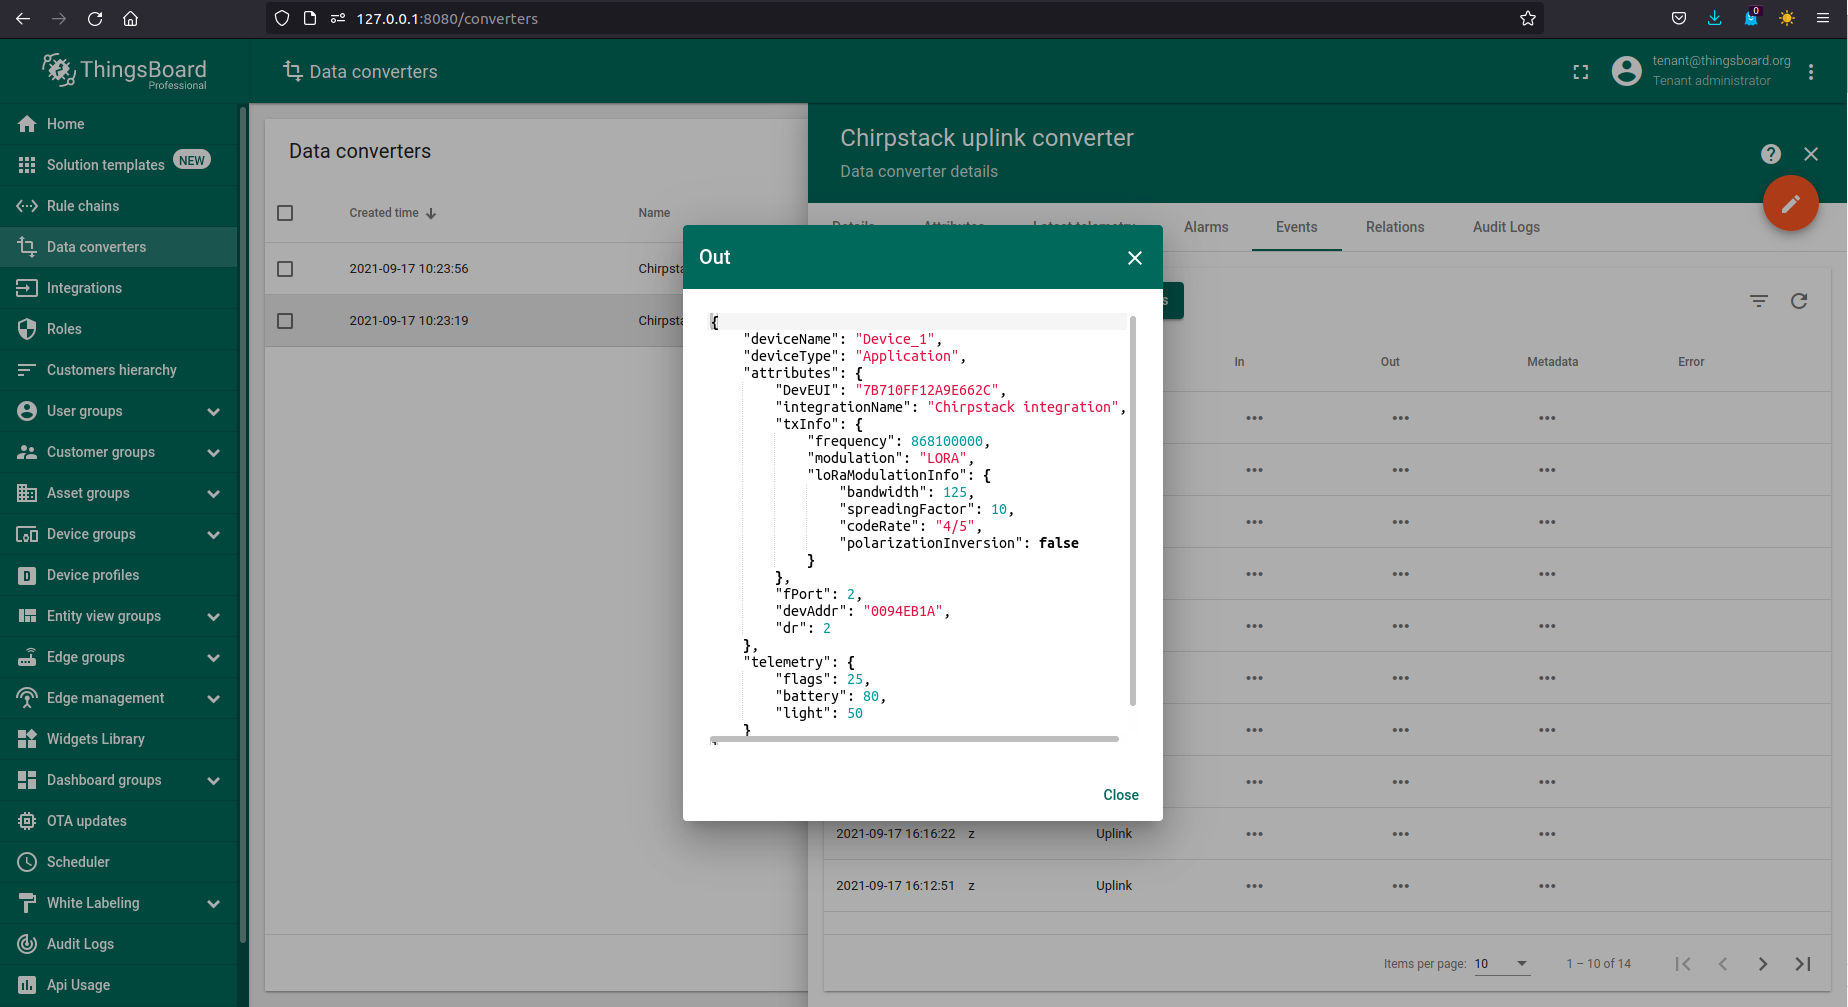 127.0.0.1:8080/converters
0
ThingsBoard
Professional
Data converters
tenant@thingsboard.org
Tenant administrator
Home
Solution templates NEW
Rule chains
Data converters
Integrations
Roles
Customers hierarchy
User groups
Customer groups
Asset groups
Device groups
Device profiles
Entity view groups
Edge groups
Edge management
Widgets Library
Dashboard groups
OTA updates
Scheduler
White Labeling
Audit Logs
Api Usage
Data converters
Created time Name
2021-09-17 10:23:56 Chirpsta
2021-09-17 10:23:19 Chirpsta
Chirpstack uplink converter
Data converter details
Details Attributes Latest telemetry Alarms Events Relations Audit Logs
s
In Out Metadata Error
Out
{
"deviceName": "Device_1",
"deviceType": "Application",
"attributes": {
"DevEUI": "7B710FF12A9E662C",
"integrationName": "Chirpstack integration",
"txInfo": {
"frequency": 868100000,
"modulation": "LORA",
"loRaModulationInfo": {
"bandwidth": 125,
"spreadingFactor": 10,
"codeRate": "4/5",
"polarizationInversion": false
}
},
"fPort": 2,
"devAddr": "0094EB1A",
"dr": 2
},
"telemetry": {
"flags": 25,
"battery": 80,
"light": 50
}
Close
2021-09-17 16:16:22 z Uplink
2021-09-17 16:12:51 z Uplink
Items per page: 10 1 – 10 of 14